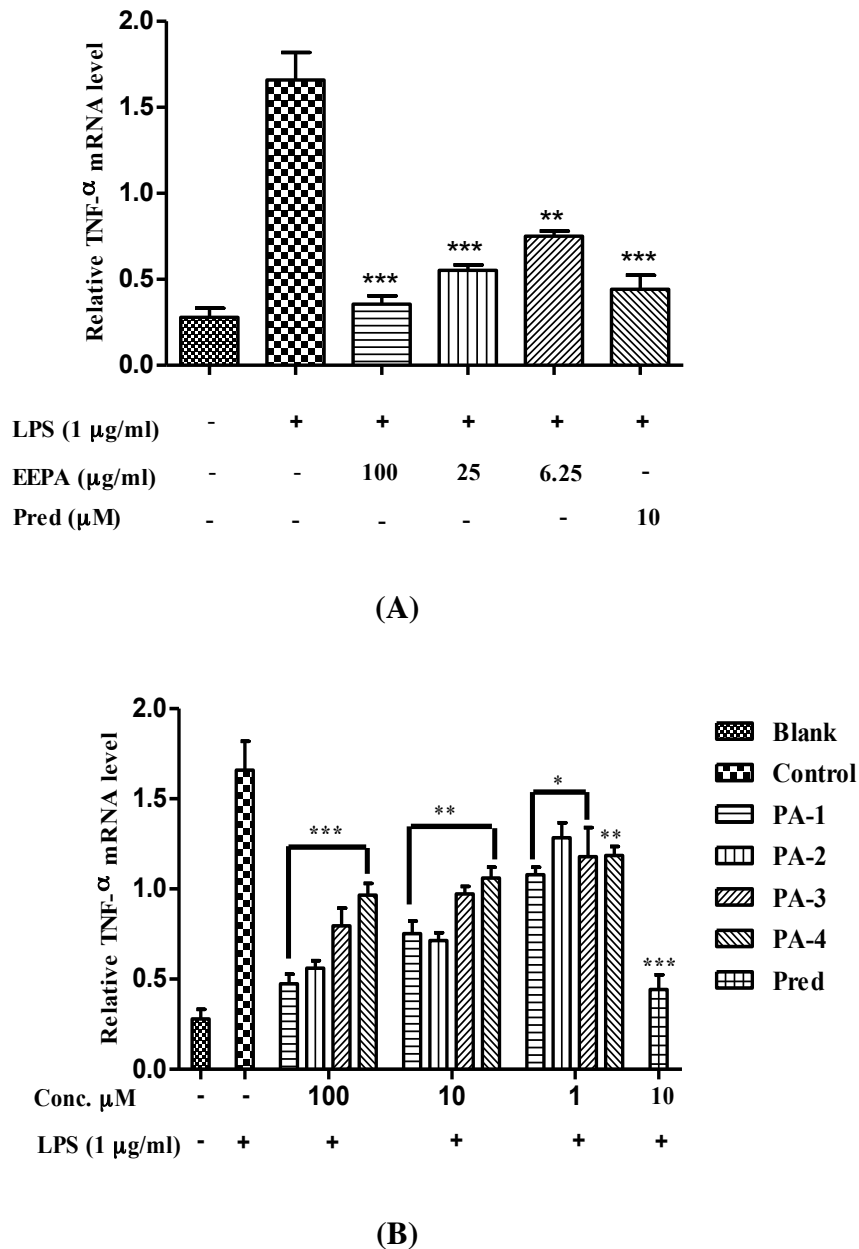 Relative TNF-α mRNA level
2.0
1.5
1.0
0.5
0.0
***
***
**
***
LPS (1 μg/ml) - + + + + +
EEPA (μg/ml) - - 100 25 6.25 -
Pred (μM) - - - - - 10
(A)
Relative TNF-α mRNA level
2.0
1.5
1.0
0.5
0.0
***
**
*
**
***
Blank
Control
PA-1
PA-2
PA-3
PA-4
Pred
Conc. μM - - 100 10 1 10
LPS (1 μg/ml) - + + + + +
(B)